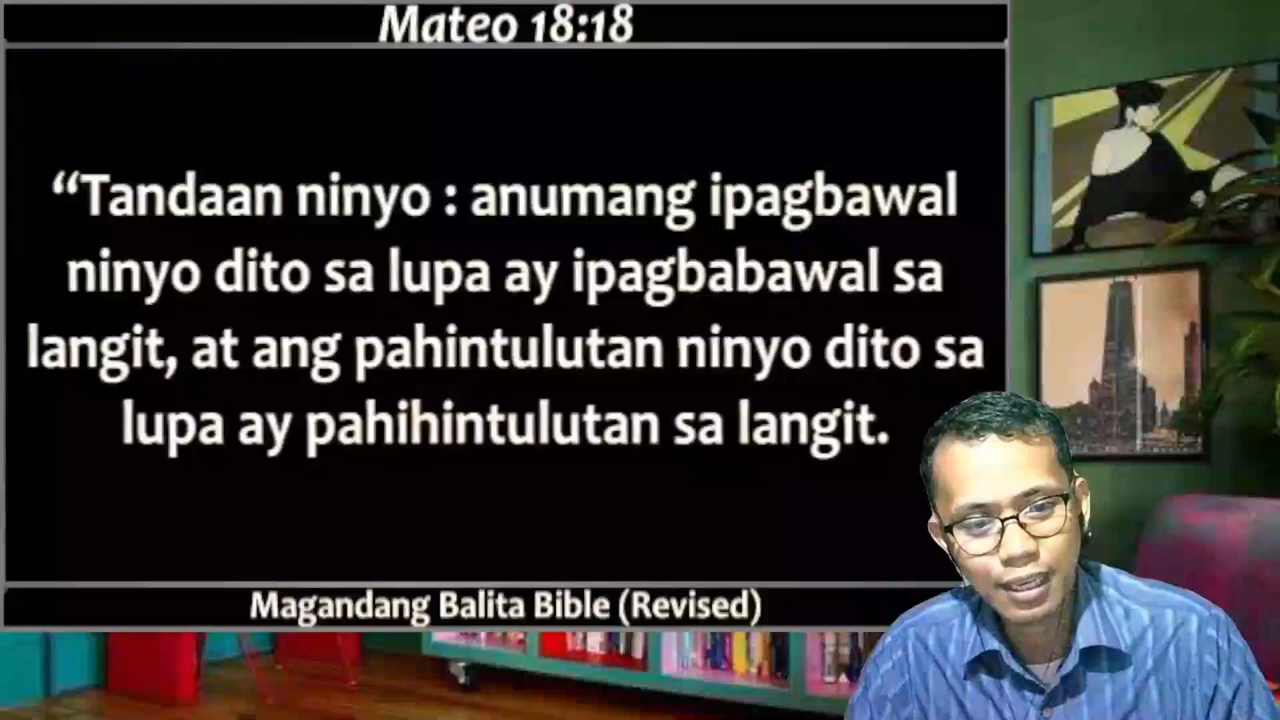 Mateo 18:18
“Tandaan ninyo : anumang ipagbawal
ninyo dito sa lupa ay ipagbabawal sa
langit, at ang pahintulutan ninyo dito sa
lupa ay pahihintulutan sa langit.
Magandang Balita Bible (Revised)